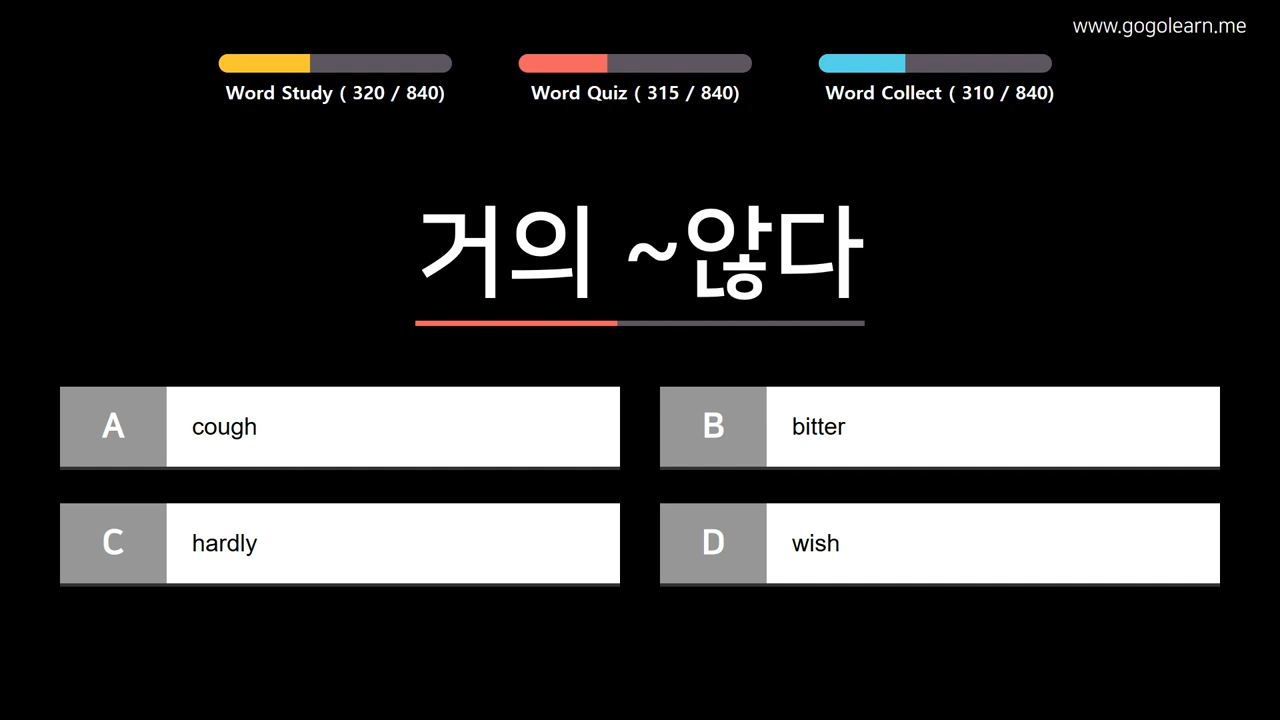 www.gogolearn.me
Word Study ( 320 / 840)
Word Quiz ( 315 / 840)
Word Collect ( 310 / 840)
거의 ~않다
A cough
B bitter
C hardly
D wish